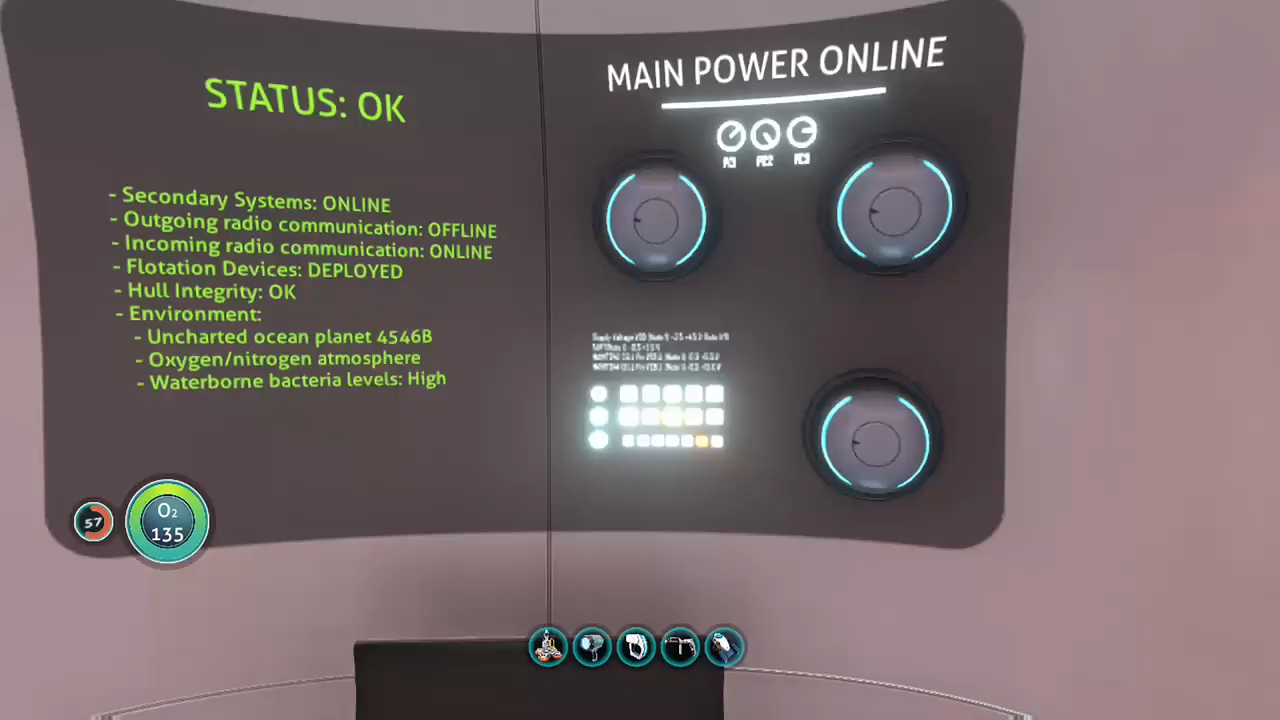 STATUS: OK
- Secondary Systems: ONLINE
- Outgoing radio communication: OFFLINE
- Incoming radio communication: ONLINE
- Flotation Devices: DEPLOYED
- Hull Integrity: OK
- Environment:
- Uncharted ocean planet 4546B
- Oxygen/nitrogen atmosphere
- Waterborne bacteria levels: High
MAIN POWER ONLINE
57
O₂
135